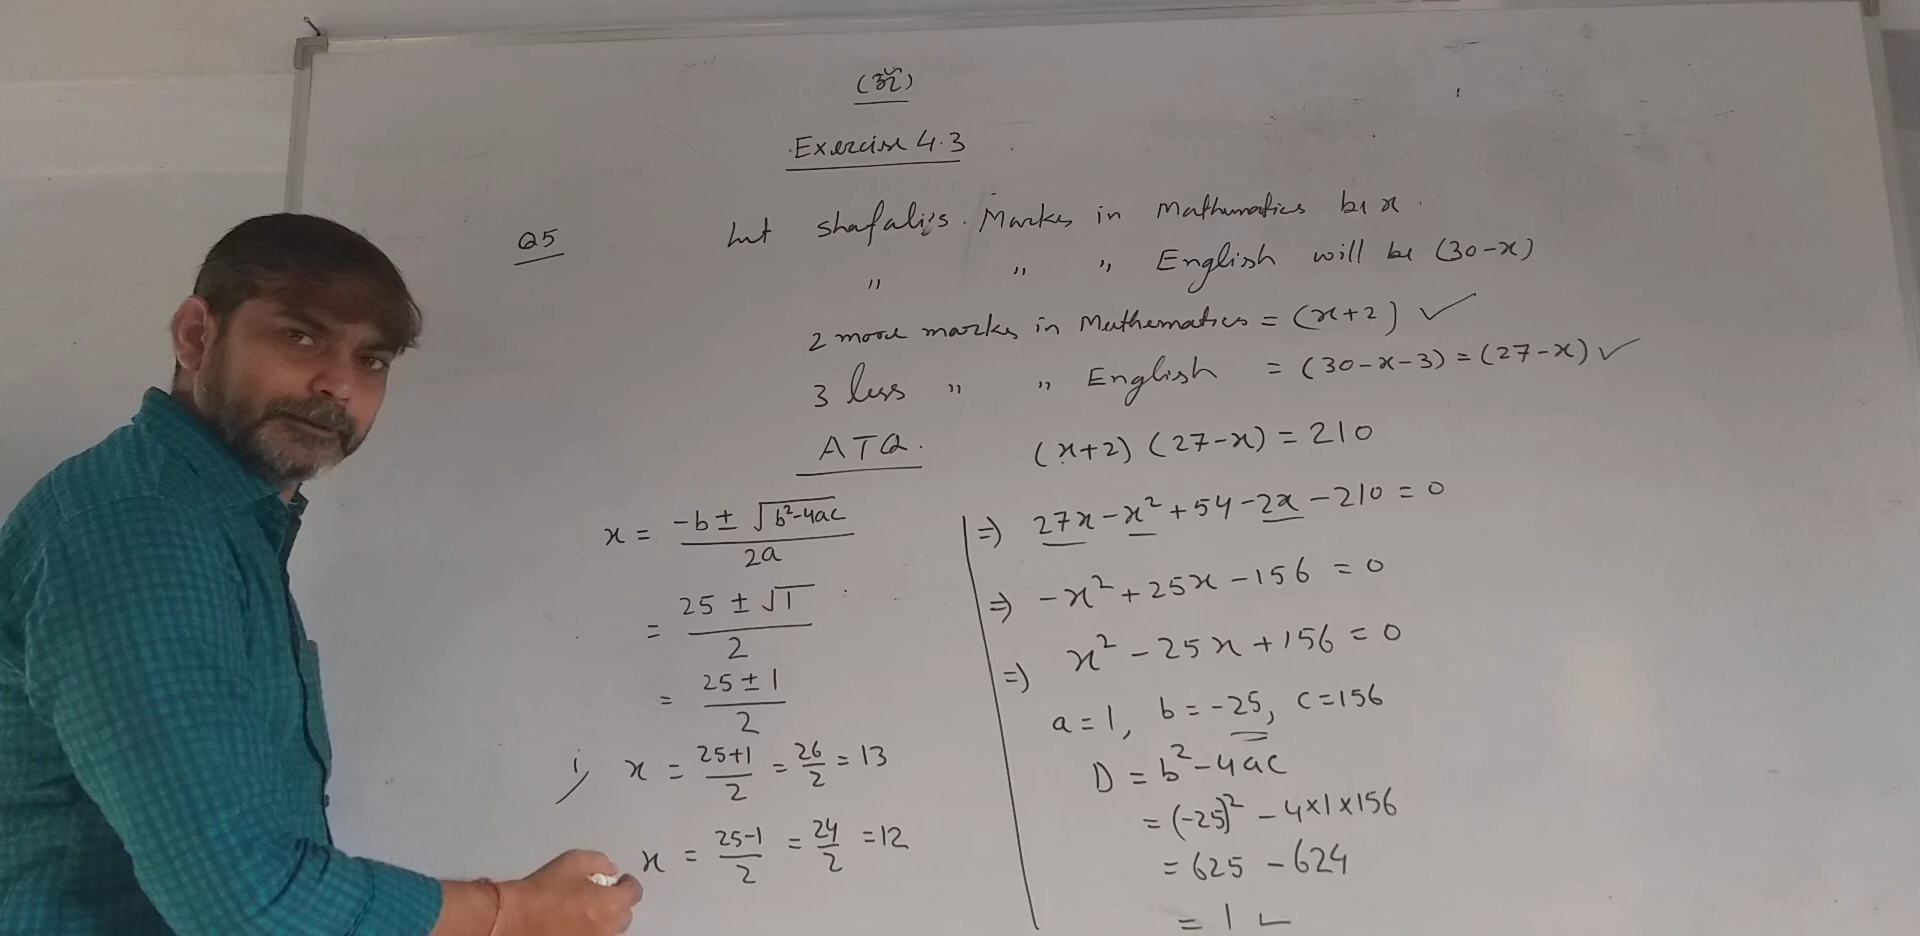 (ॐ)
Exercise 4.3
Q5
Let Shafali's Marks in Mathematics be x.
" " " English will be (30-x)
2 more marks in Mathematics = (x+2) ✓
3 less " " English = (30-x-3) = (27-x) ✓
ATQ. (x+2) (27-x) = 210
=) 27x - x² + 54 - 2x - 210 = 0
=) -x² + 25x - 156 = 0
=) x² - 25x + 156 = 0
a = 1, b = -25, c = 156
D = b² - 4ac
= (-25)² - 4×1×156
= 625 - 624
= 1
x = (-b ± √(b²-4ac))/2a
= (25 ± √1)/2
= (25 ± 1)/2
i) x = (25+1)/2 = 26/2 = 13
x = (25-1)/2 = 24/2 = 12